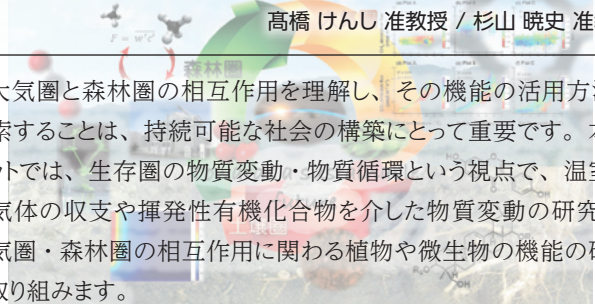 髙橋 けんし 准教授 / 杉山 暁史 准
大気圏と森林圏の相互作用を理解し、その機能の活用方
索することは、持続可能な社会の構築にとって重要です。
トでは、生存圏の物質変動・物質循環という視点で、温
気体の収支や揮発性有機化合物を介した物質変動の研究
気圏・森林圏の相互作用に関わる植物や微生物の機能の
取り組みます。
森林圏
土壌圏